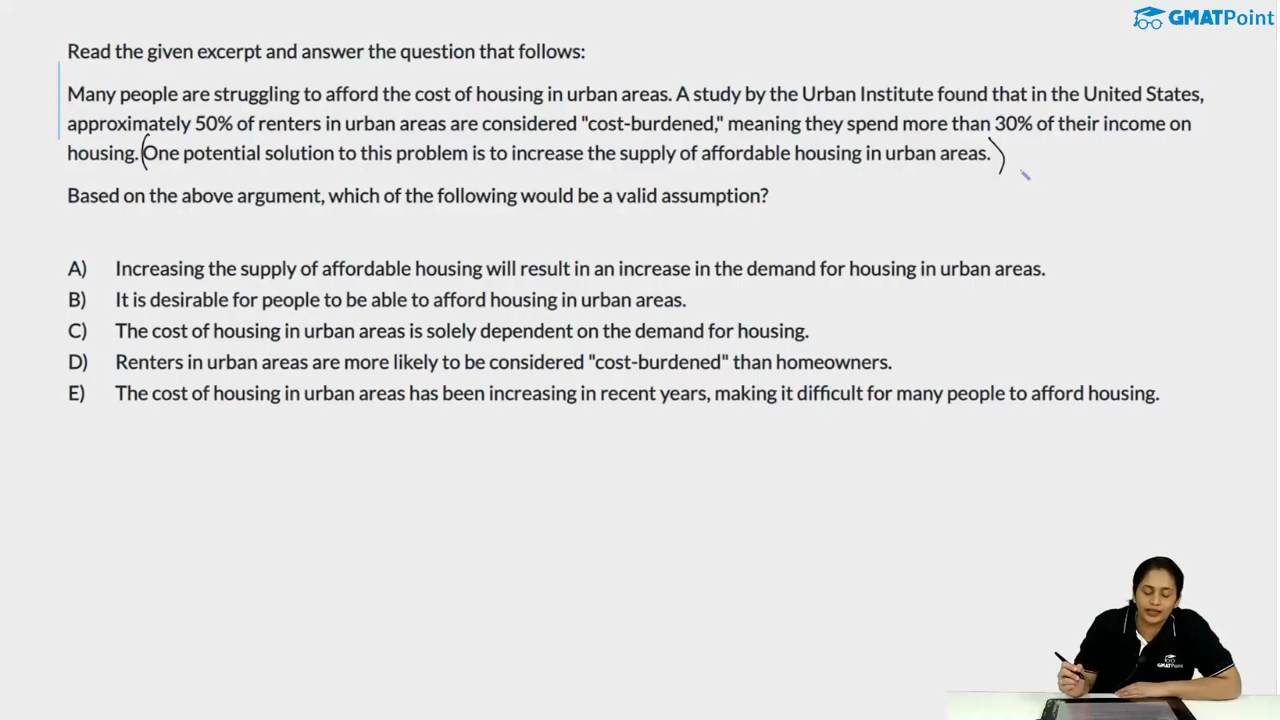 GMATPoint
Read the given excerpt and answer the question that follows:
Many people are struggling to afford the cost of housing in urban areas. A study by the Urban Institute found that in the United States,
approximately 50% of renters in urban areas are considered "cost-burdened," meaning they spend more than 30% of their income on
housing. One potential solution to this problem is to increase the supply of affordable housing in urban areas.
Based on the above argument, which of the following would be a valid assumption?
A) Increasing the supply of affordable housing will result in an increase in the demand for housing in urban areas.
B) It is desirable for people to be able to afford housing in urban areas.
C) The cost of housing in urban areas is solely dependent on the demand for housing.
D) Renters in urban areas are more likely to be considered "cost-burdened" than homeowners.
E) The cost of housing in urban areas has been increasing in recent years, making it difficult for many people to afford housing.
GMATPoint